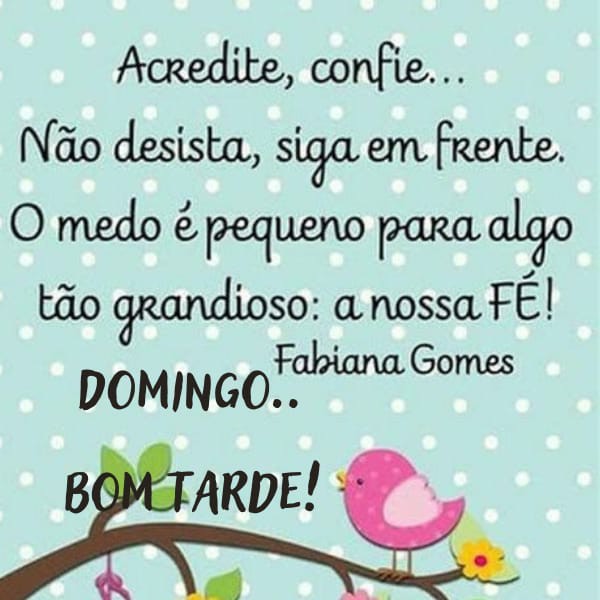 Acredite, confie...
Não desista, siga em frente.
O medo é pequeno para algo
tão grandioso: a nossa FÉ!
Fabiana Gomes
DOMINGO..
BOM TARDE!